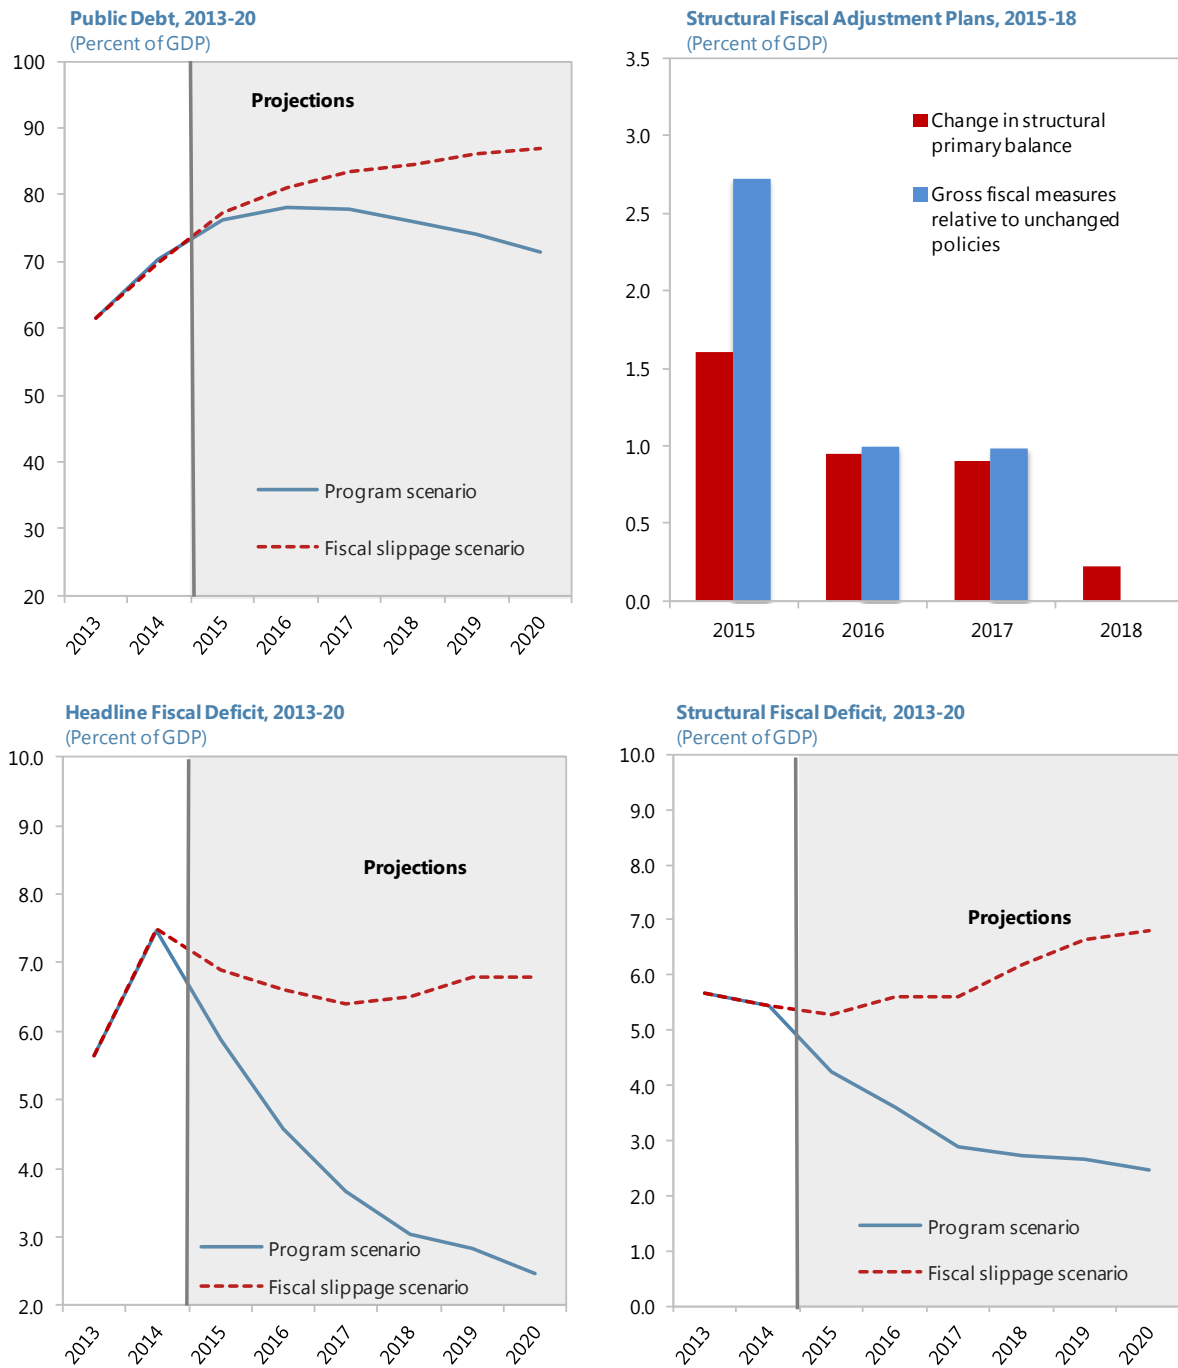 Public Debt, 2013-20
(Percent of GDP)
100
90
80
70
60
50
40
30
20
Projections
Program scenario
Fiscal slippage scenario
2013
2014
2015
2016
2017
2018
2019
2020
Structural Fiscal Adjustment Plans, 2015-18
(Percent of GDP)
3.5
3.0
2.5
2.0
1.5
1.0
0.5
0.0
Change in structural
primary balance
Gross fiscal measures
relative to unchanged
policies
2015
2016
2017
2018
Headline Fiscal Deficit, 2013-20
(Percent of GDP)
10.0
9.0
8.0
7.0
6.0
5.0
4.0
3.0
2.0
Projections
Program scenario
Fiscal slippage scenario
2013
2014
2015
2016
2017
2018
2019
2020
Structural Fiscal Deficit, 2013-20
(Percent of GDP)
10.0
9.0
8.0
7.0
6.0
5.0
4.0
3.0
2.0
1.0
0.0
Projections
Program scenario
Fiscal slippage scenario
2013
2014
2015
2016
2017
2018
2019
2020